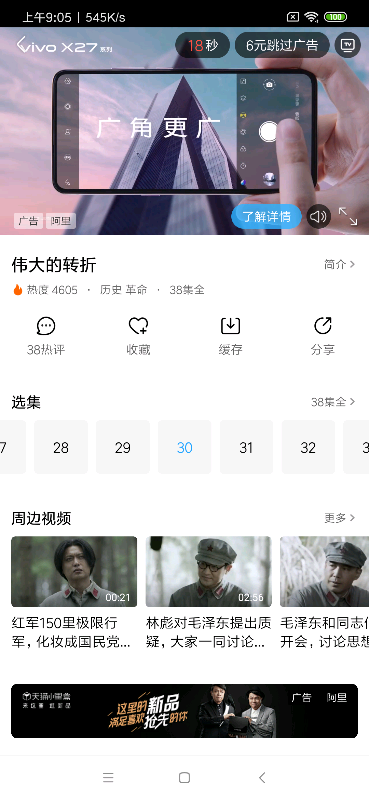 上午9:05 | 545K/s
100
vivo X27 系列
18秒
6元跳过广告
TV
广角更广
广告 阿里
了解详情
伟大的转折
简介
热度 4605 · 历史 革命 · 38集全
38热评
收藏
缓存
分享
选集
38集全
7
28
29
30
31
32
3
周边视频
更多
00:21
02:56
红军150里极限行
军，化妆成国民党...
林彪对毛泽东提出质
疑，大家一同讨论...
毛泽东和同志们
开会，讨论思想
天猫小黑盒
来这里 超新品
这里的新品
满足喜欢抢先的你
广告
阿里